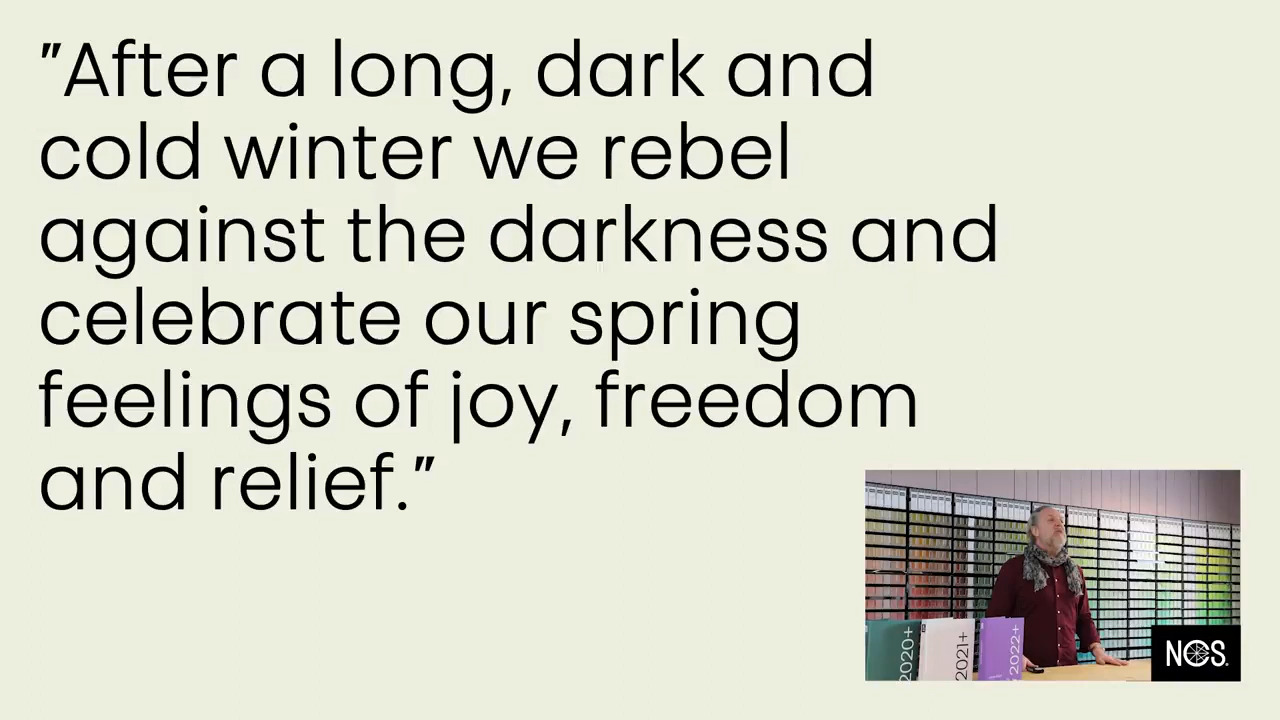 ”After a long, dark and
cold winter we rebel
against the darkness and
celebrate our spring
feelings of joy, freedom
and relief.”
2020+
2021+
2022+
NCS